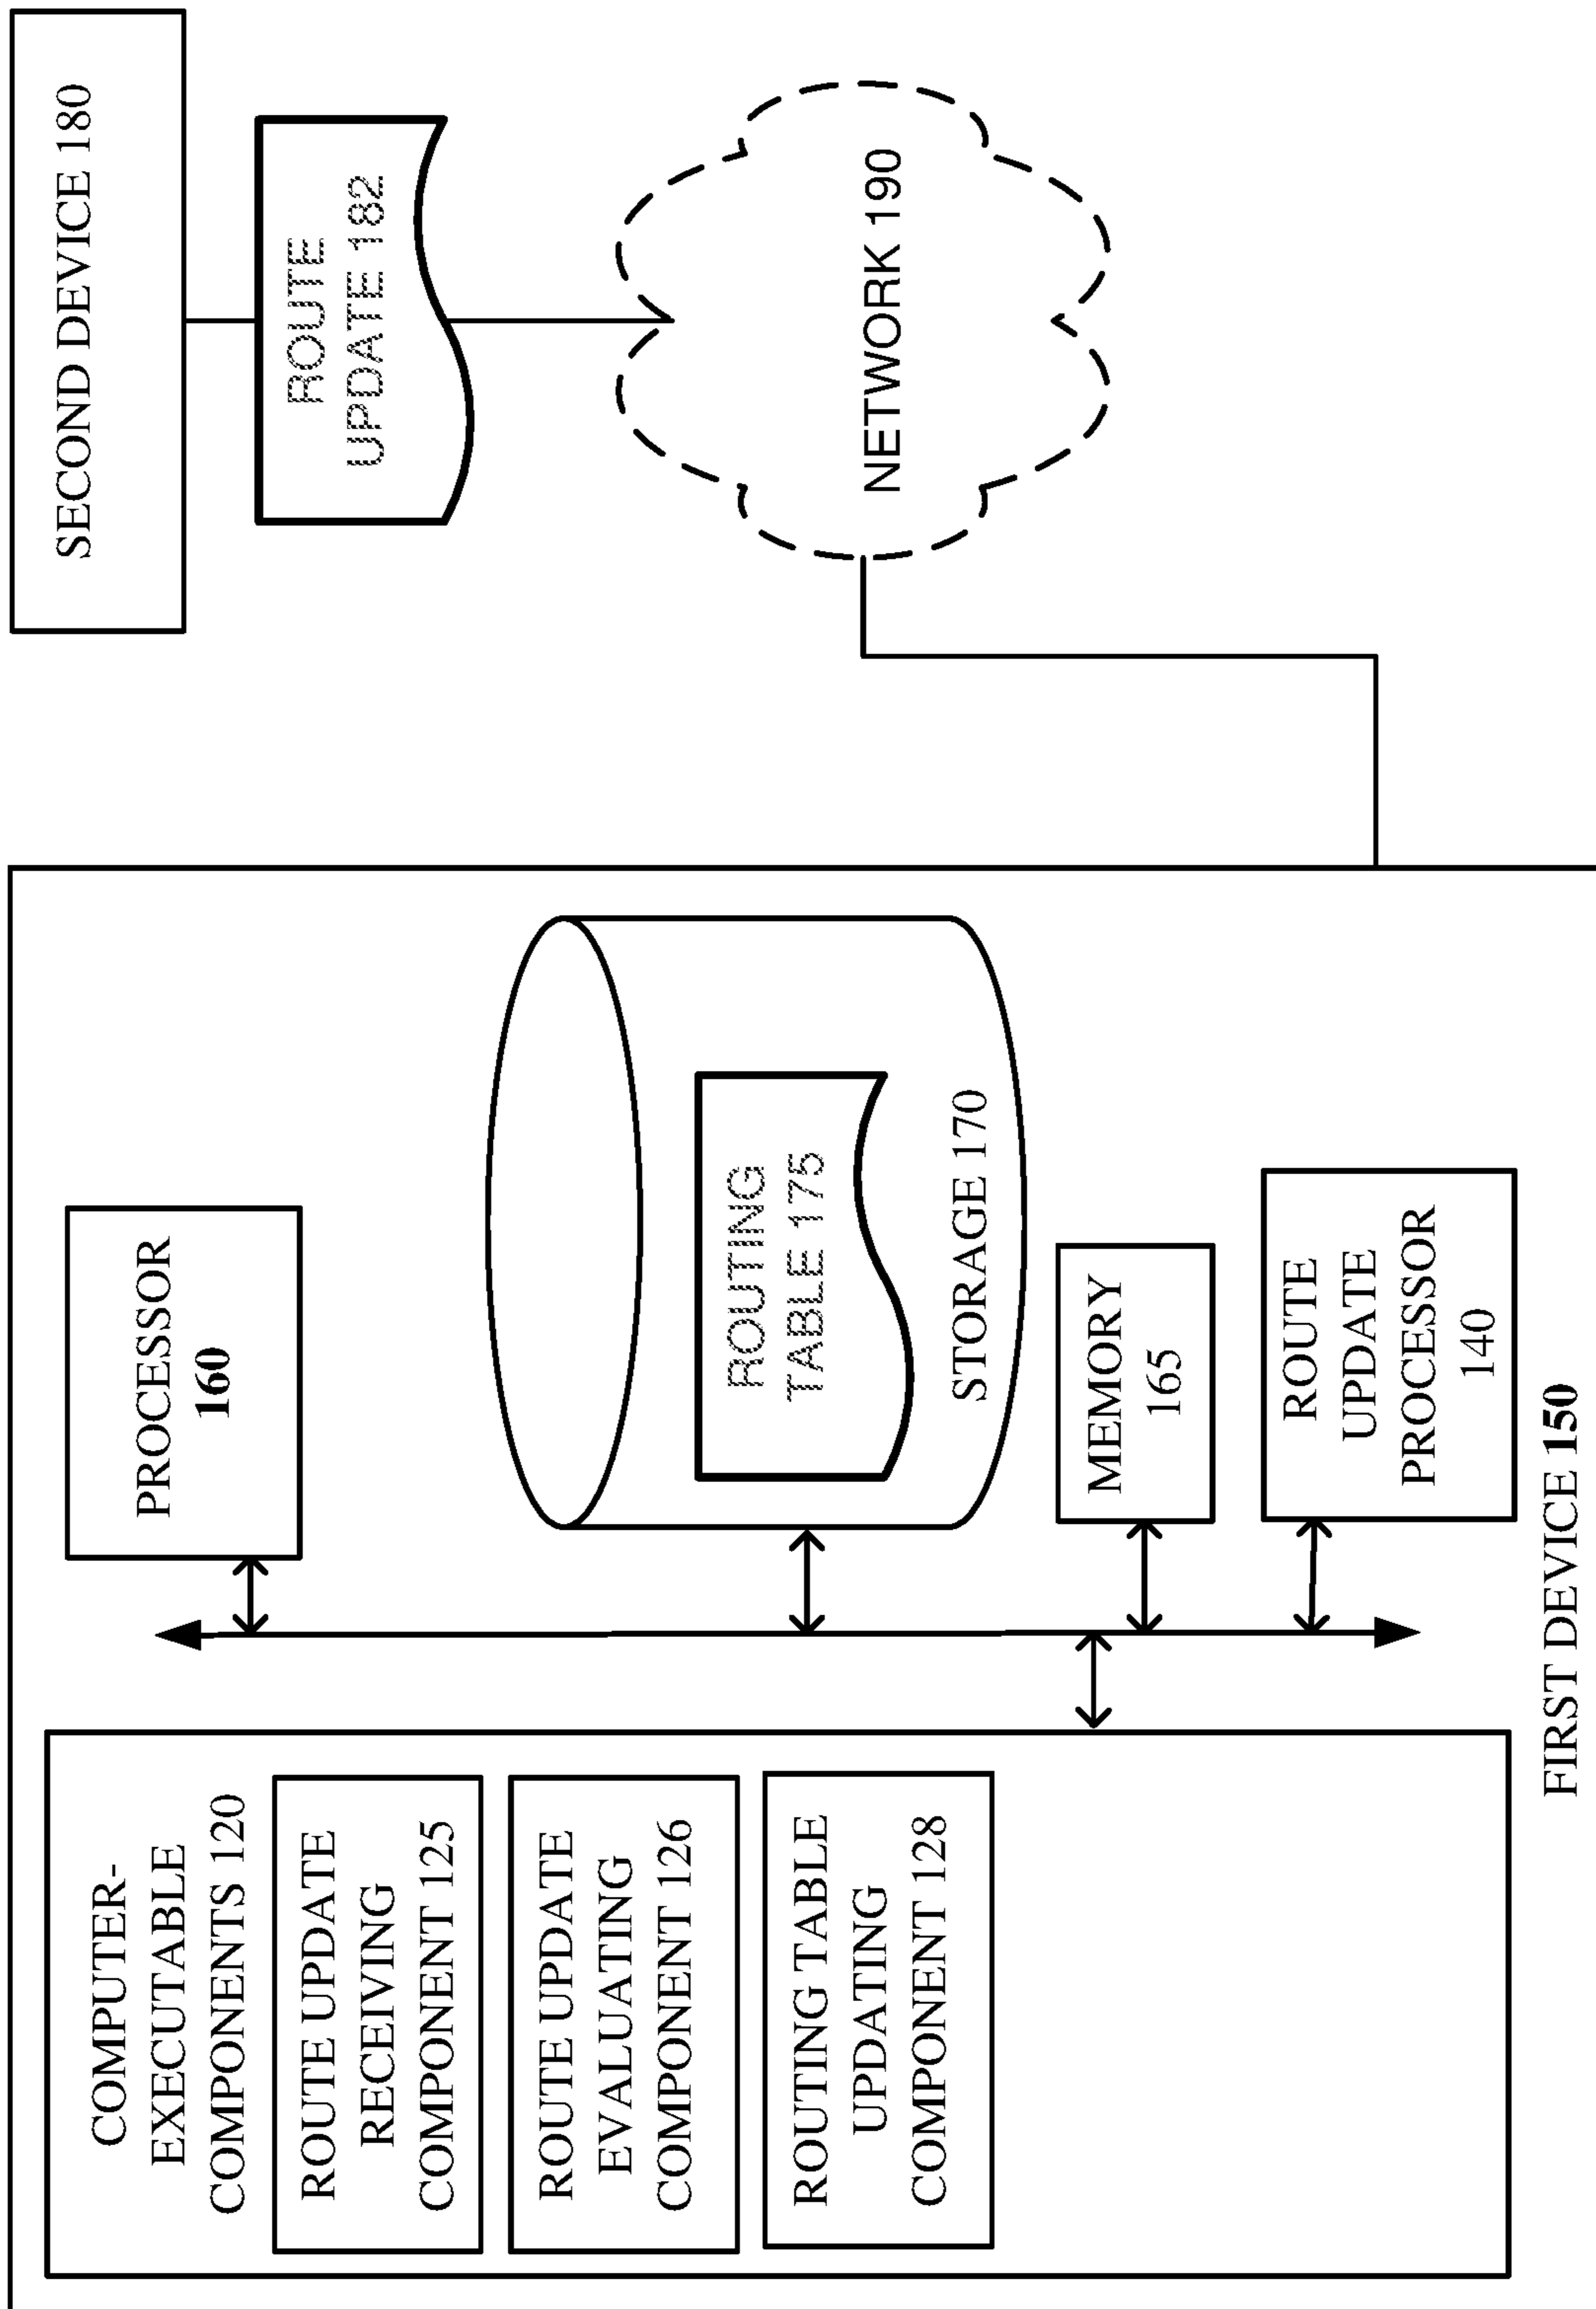 COMPUTER-
EXECUTABLE
COMPONENTS 120
ROUTE UPDATE
RECEIVING
COMPONENT 125
ROUTE UPDATE
EVALUATING
COMPONENT 126
ROUTING TABLE
UPDATING
COMPONENT 128
PROCESSOR
160
ROUTING
TABLE 175
STORAGE 170
MEMORY
165
ROUTE
UPDATE
PROCESSOR
140
FIRST DEVICE 150
SECOND DEVICE 180
ROUTE
UPDATE 182
NETWORK 190